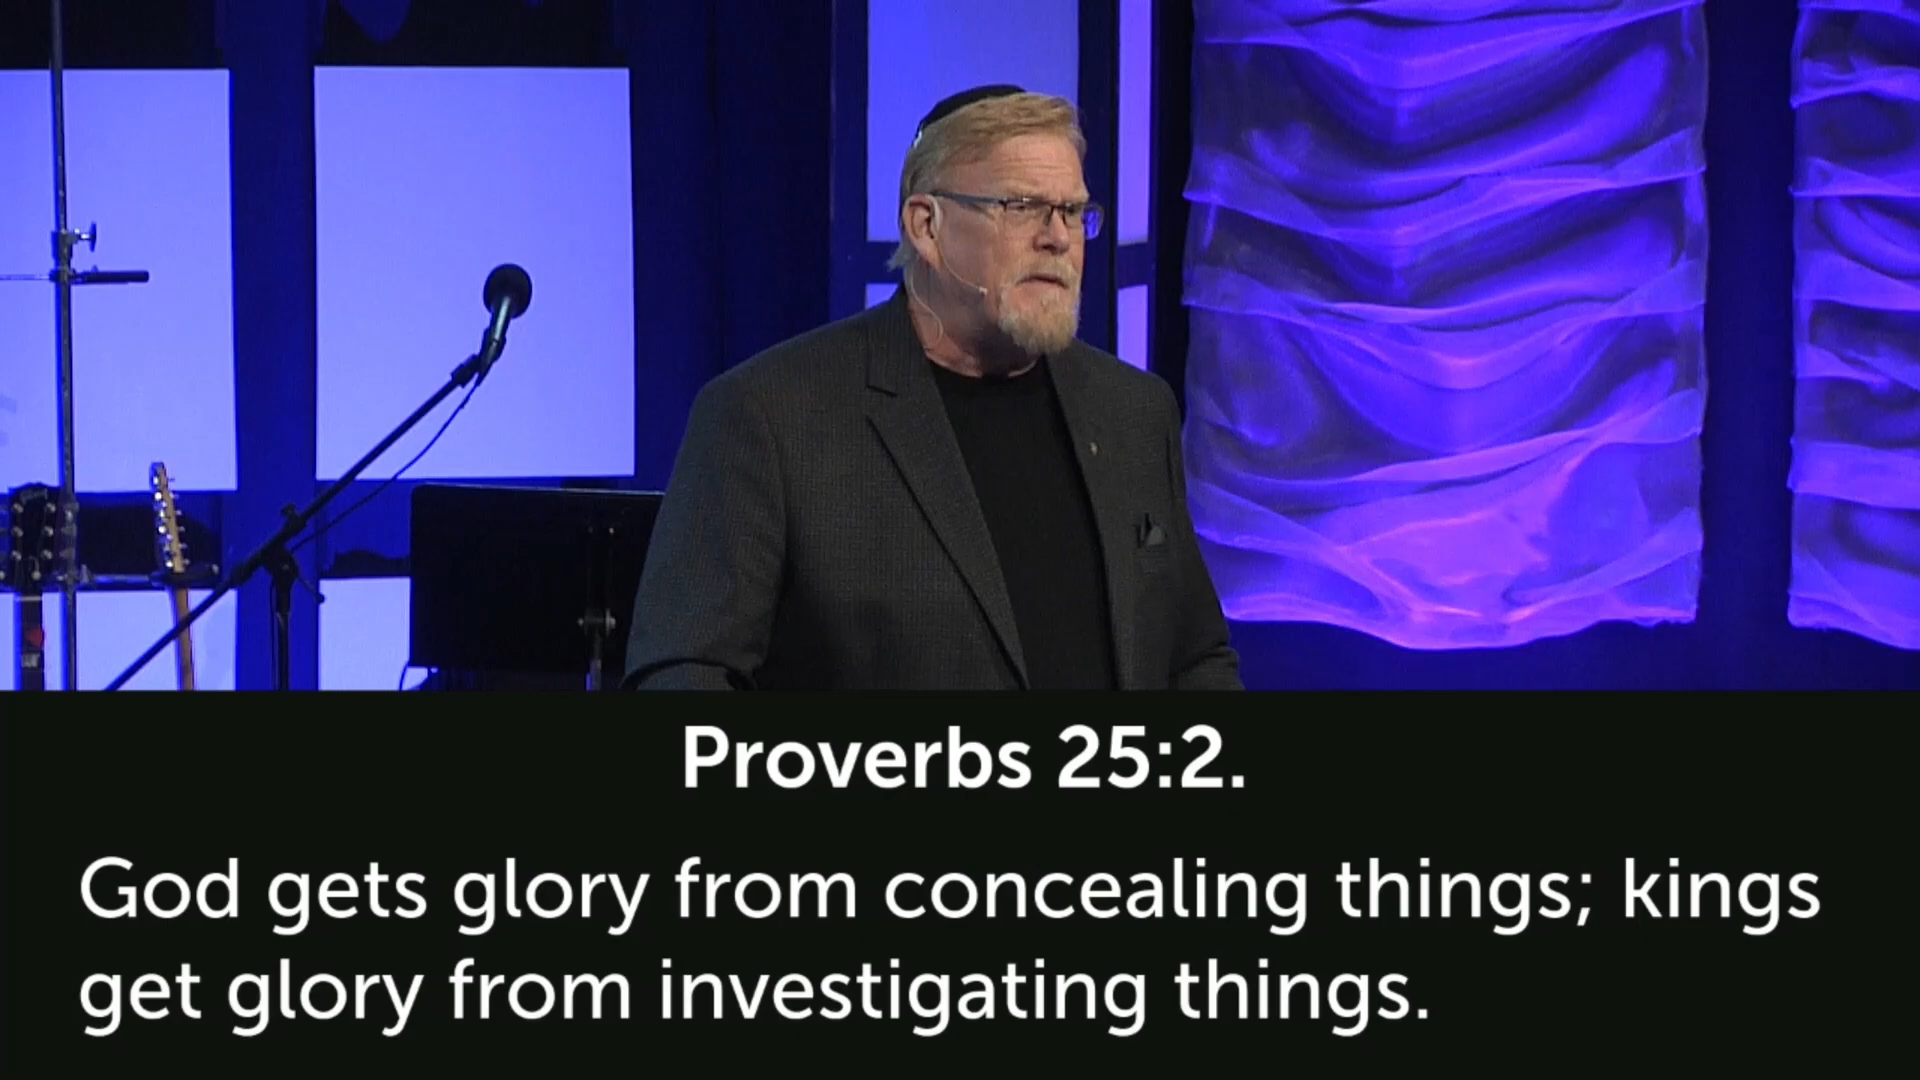 Proverbs 25:2.
God gets glory from concealing things; kings
get glory from investigating things.